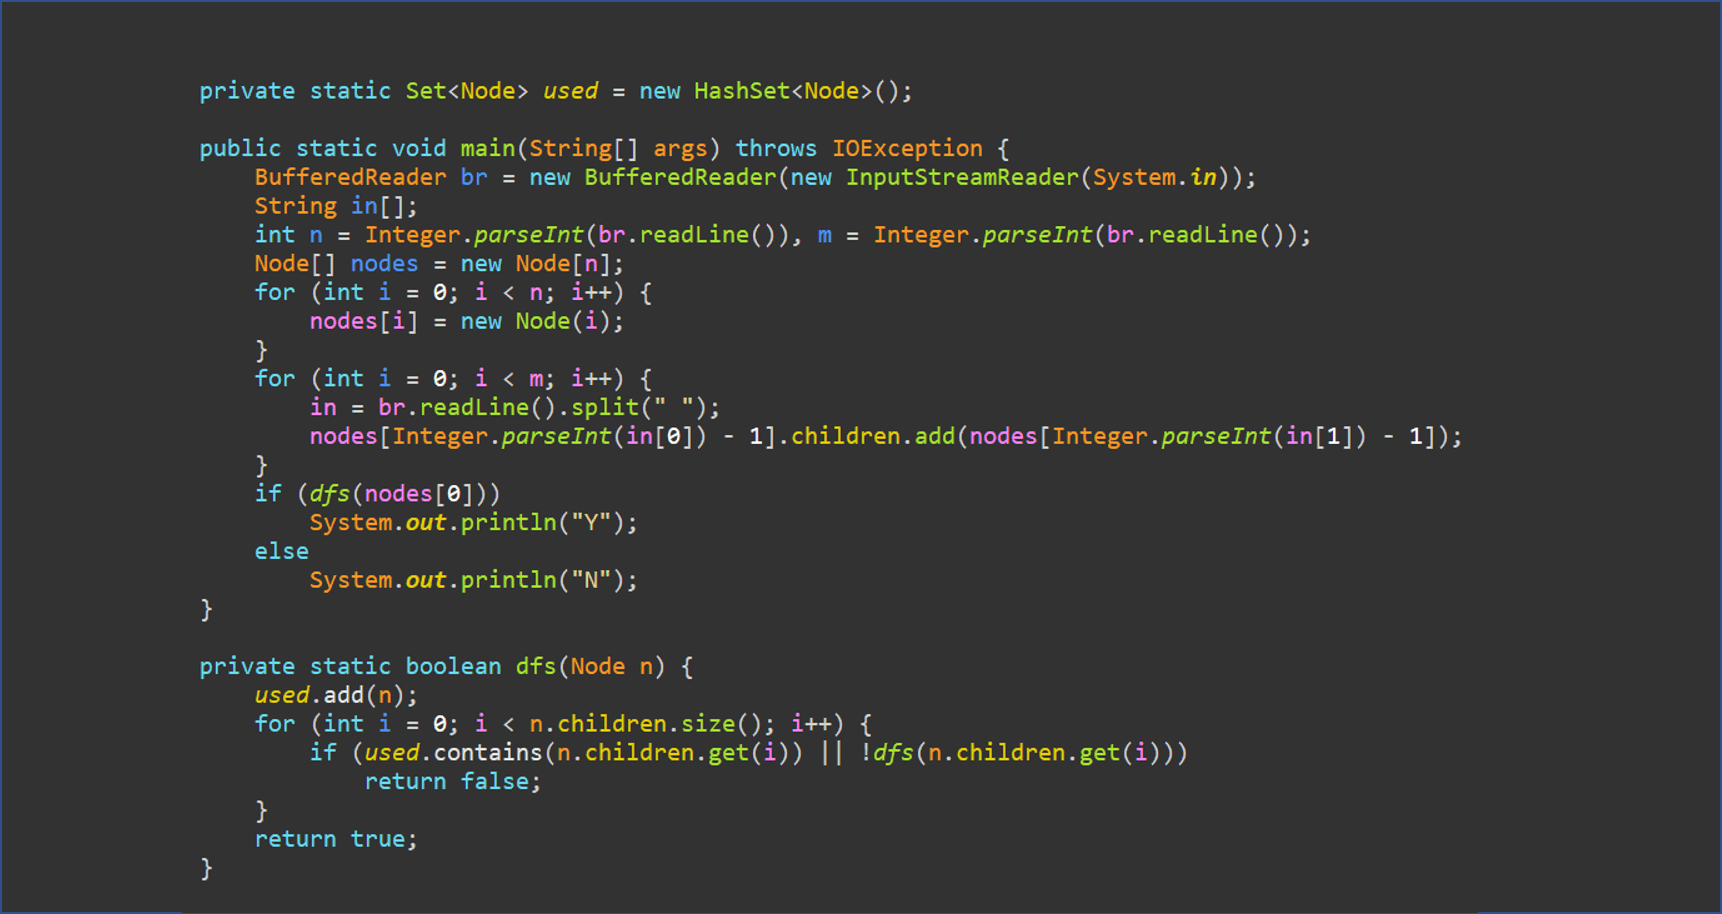 private static Set<Node> used = new HashSet<Node>();
public static void main(String[] args) throws IOException {
BufferedReader br = new BufferedReader(new InputStreamReader(System.in));
String in[];
int n = Integer.parseInt(br.readLine()), m = Integer.parseInt(br.readLine());
Node[] nodes = new Node[n];
for (int i = 0; i < n; i++) {
nodes[i] = new Node(i);
}
for (int i = 0; i < m; i++) {
in = br.readLine().split(" ");
nodes[Integer.parseInt(in[0]) - 1].children.add(nodes[Integer.parseInt(in[1]) - 1]);
}
if (dfs(nodes[0]))
System.out.println("Y");
else
System.out.println("N");
}
private static boolean dfs(Node n) {
used.add(n);
for (int i = 0; i < n.children.size(); i++) {
if (used.contains(n.children.get(i)) || !dfs(n.children.get(i)))
return false;
}
return true;
}